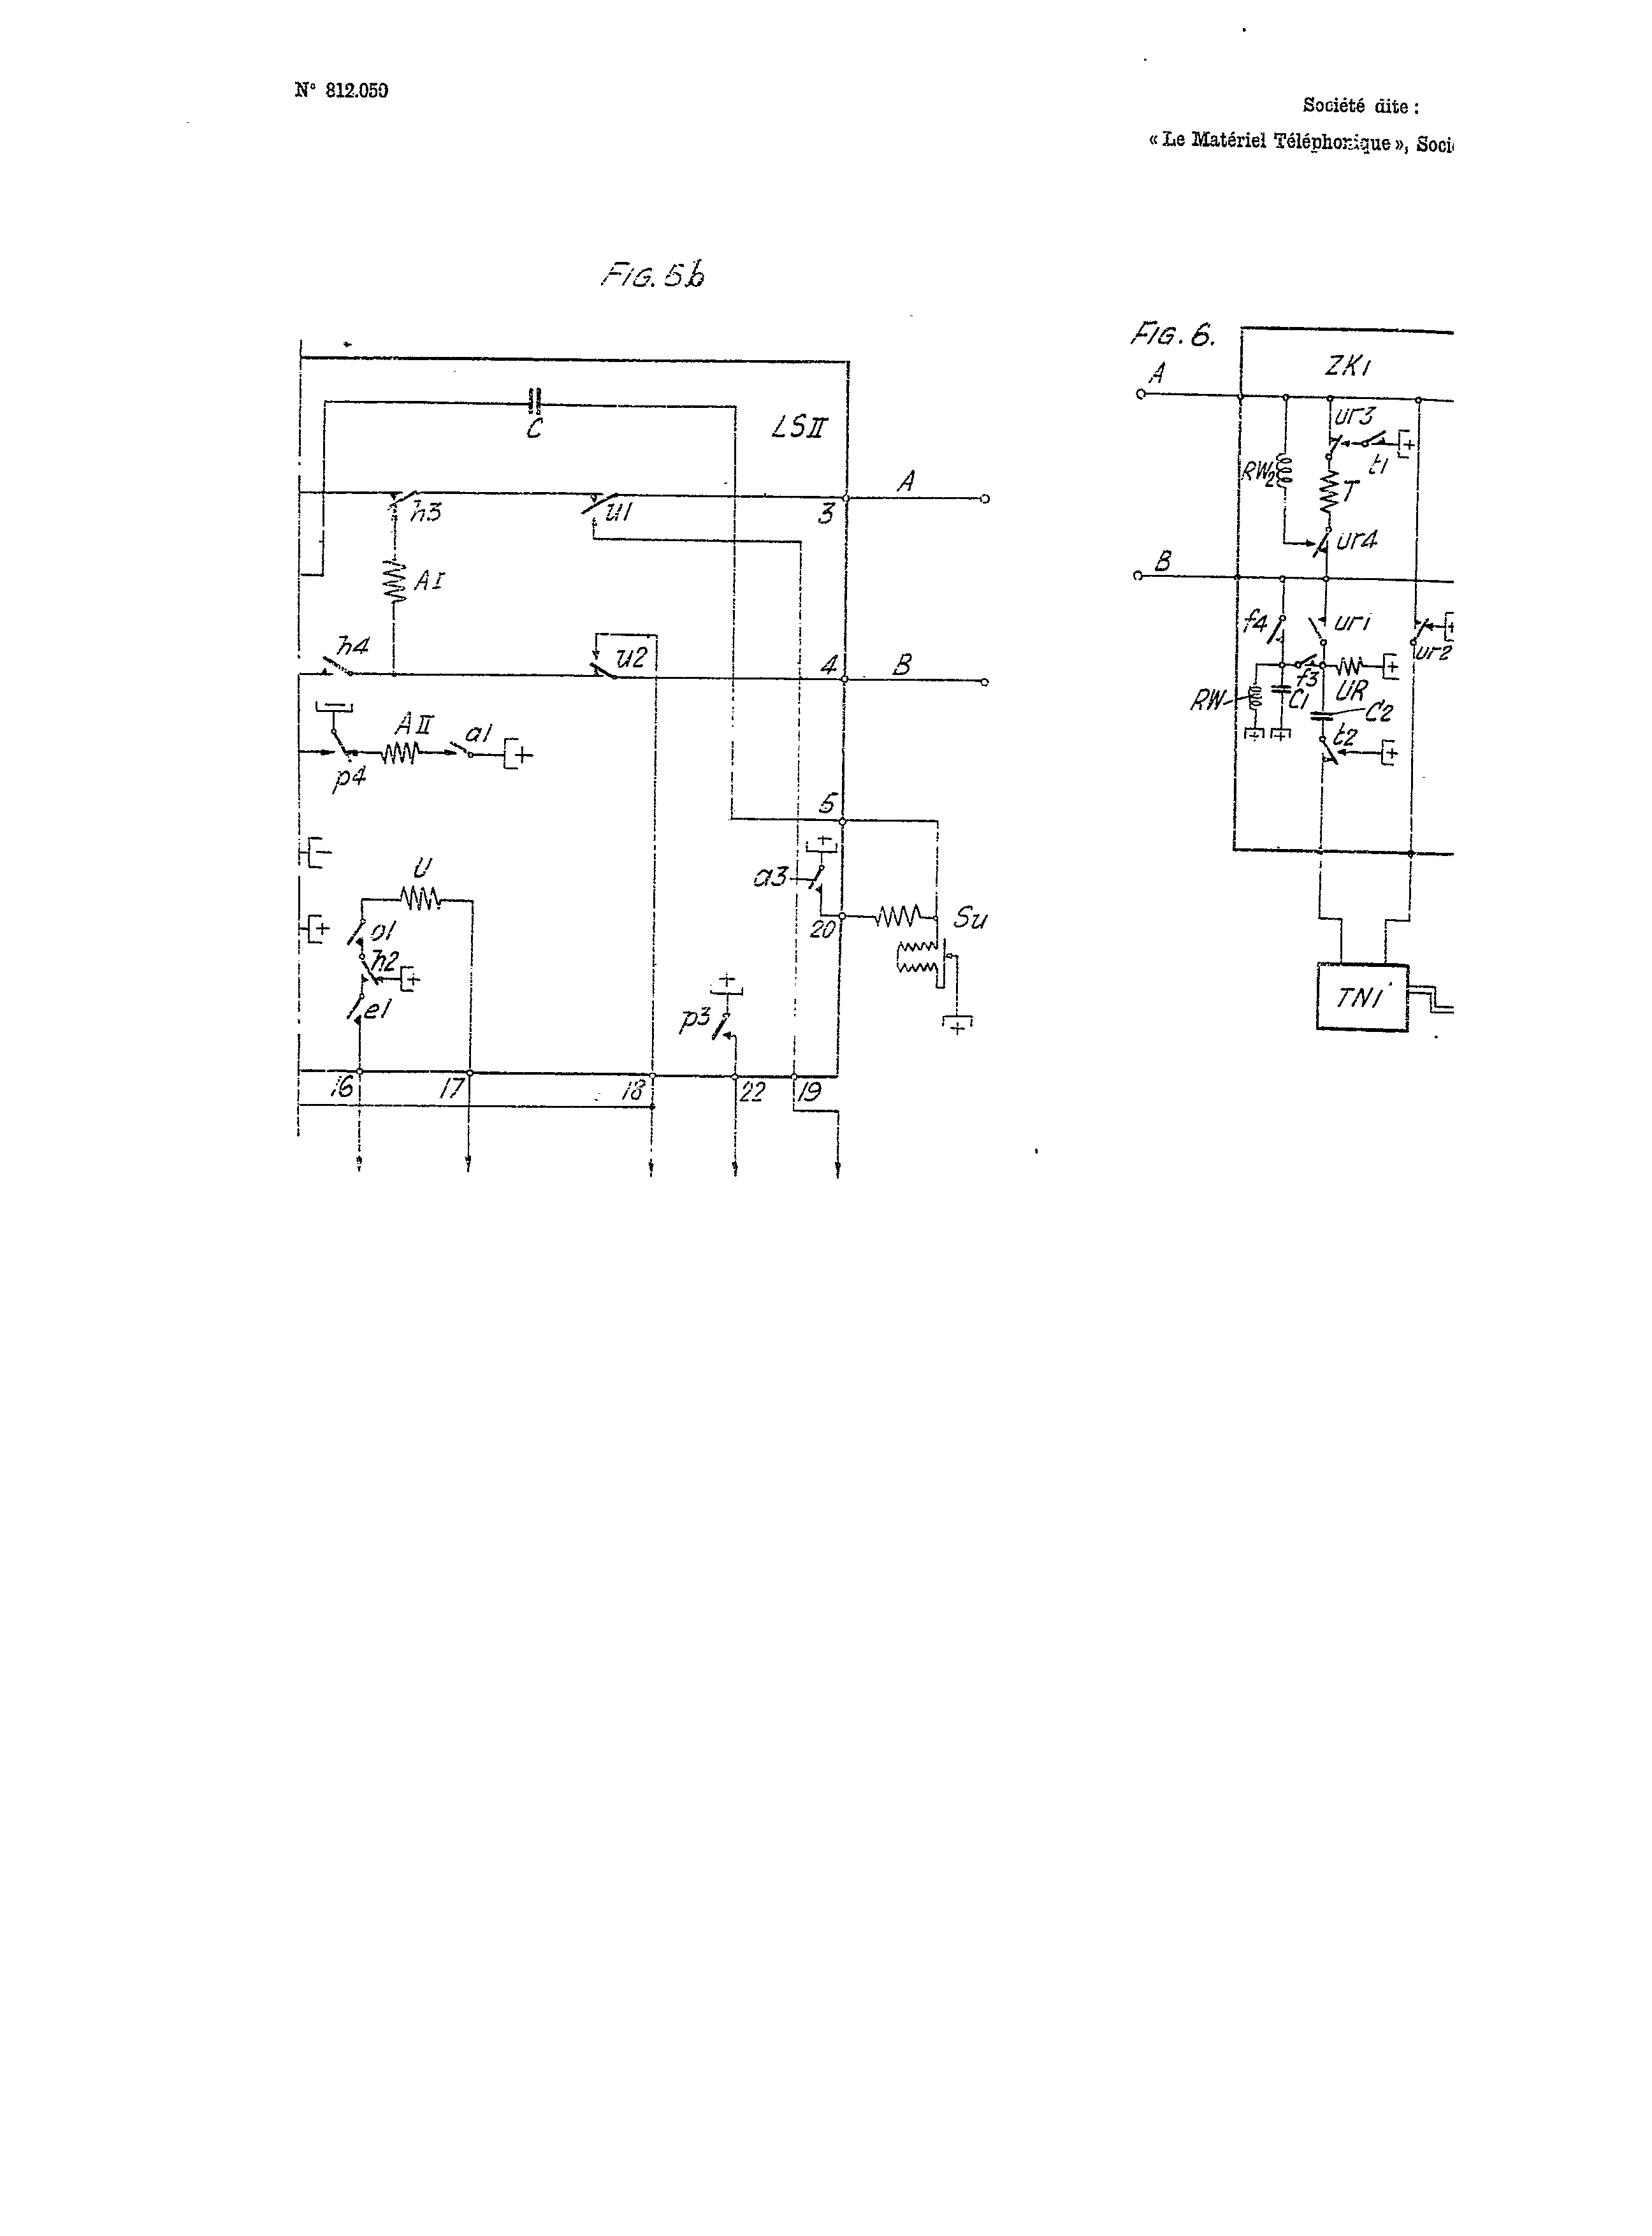 N° 812.050
Société dite :
« Le Matériel Téléphonique », Soci
FIG. 5b
C
LSII
A
h3
u1
3
AI
h4
u2
4
B
AII
a1
p4
5
U
a3
o1
20
Su
h2
e1
p3
16
17
18
22
19
FIG. 6.
ZK1
A
ur3
t1
RW2
T
ur4
B
f4
ur1
ur2
f3
RW
C1
UR
C2
t2
TN1